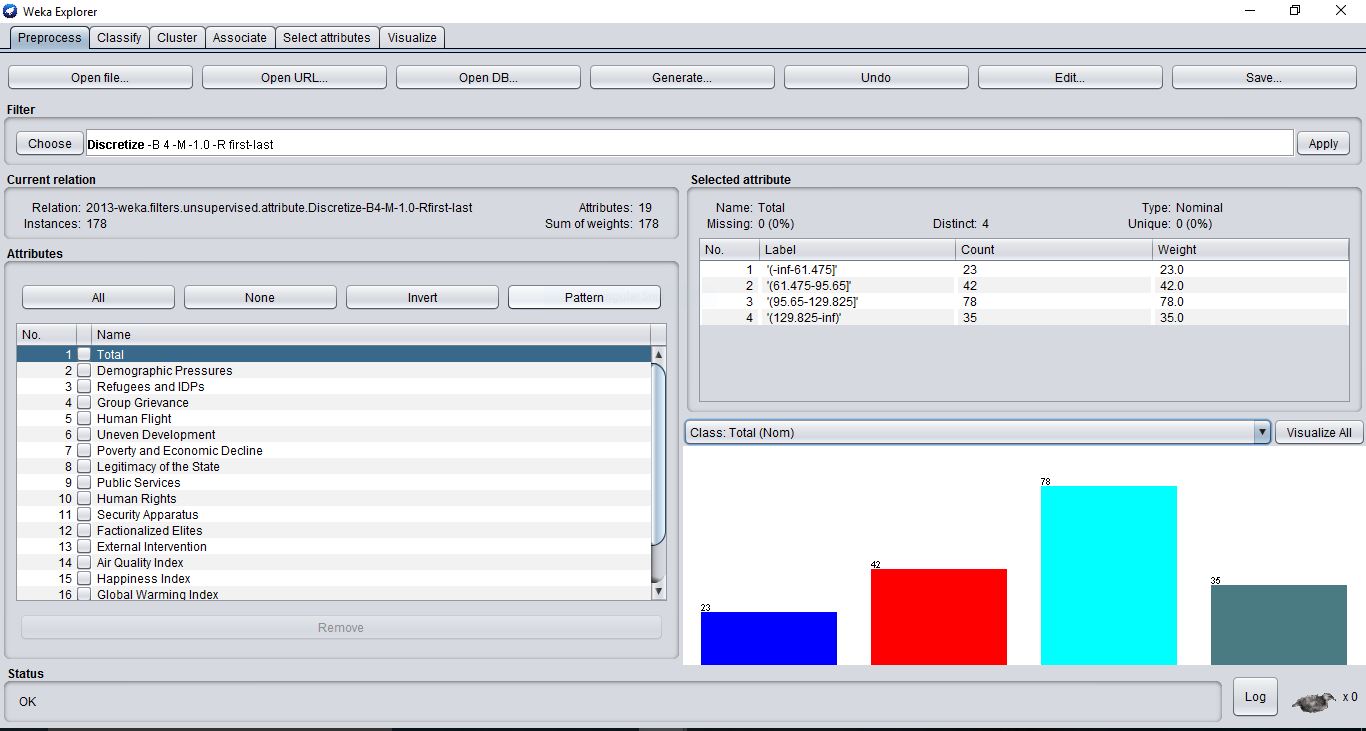 Weka Explorer
Preprocess Classify Cluster Associate Select attributes Visualize
Open file... Open URL... Open DB... Generate... Undo Edit... Save...
Filter
Choose Discretize -B 4 -M -1.0 -R first-last Apply
Current relation
Relation: 2013-weka.filters.unsupervised.attribute.Discretize-B4-M-1.0-Rfirst-last Attributes: 19
Instances: 178 Sum of weights: 178
Attributes
All None Invert Pattern
No. Name
1 Total
2 Demographic Pressures
3 Refugees and IDPs
4 Group Grievance
5 Human Flight
6 Uneven Development
7 Poverty and Economic Decline
8 Legitimacy of the State
9 Public Services
10 Human Rights
11 Security Apparatus
12 Factionalized Elites
13 External Intervention
14 Air Quality Index
15 Happiness Index
16 Global Warming Index
Remove
Selected attribute
Name: Total Type: Nominal
Missing: 0 (0%) Distinct: 4 Unique: 0 (0%)
No. Label Count Weight
1 '(-inf-61.475]' 23 23.0
2 '(61.475-95.65]' 42 42.0
3 '(95.65-129.825]' 78 78.0
4 '(129.825-inf)' 35 35.0
Class: Total (Nom) Visualize All
23 42 78 35
Status
OK
Log x 0